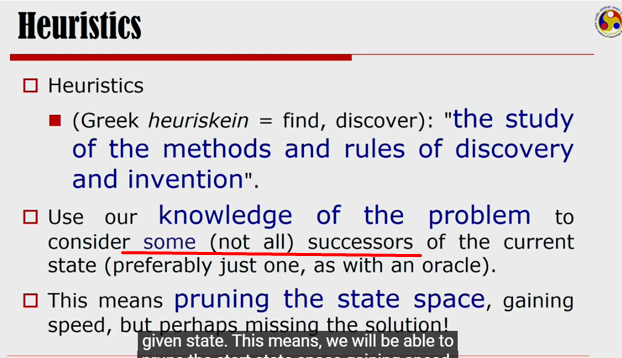 Heuristics
Heuristics
(Greek heuriskein = find, discover): "the study
of the methods and rules of discovery
and invention".
Use our knowledge of the problem to
consider some (not all) successors of the current
state (preferably just one, as with an oracle).
This means pruning the state space, gaining
speed, but perhaps missing the solution!
given state. This means, we will be able to